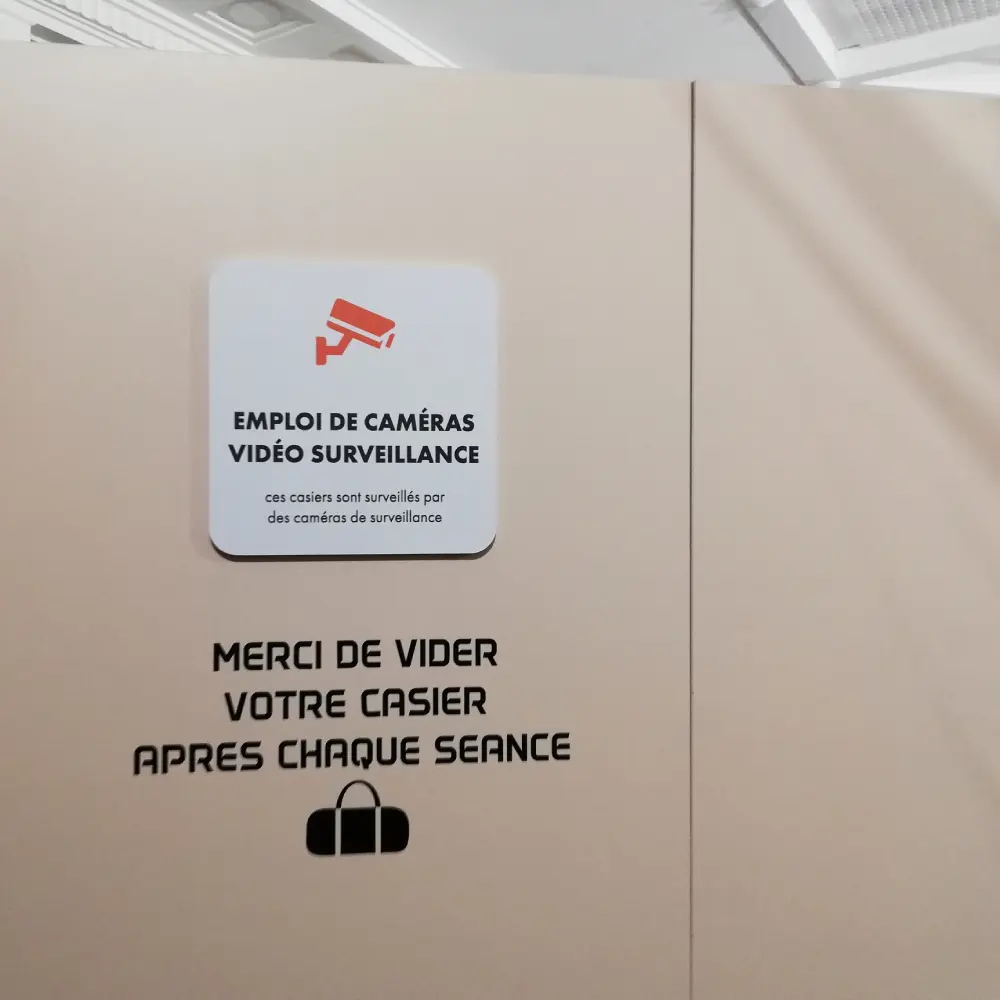 EMPLOI DE CAMÉRAS
VIDÉO SURVEILLANCE
ces casiers sont surveillés par
des caméras de surveillance
MERCI DE VIDER
VOTRE CASIER
APRES CHAQUE SEANCE